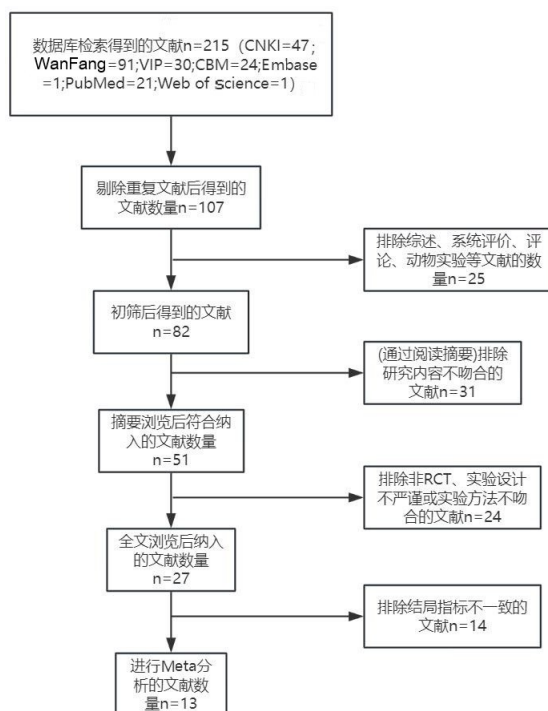 数据库检索得到的文献n=215（CNKI=47;
WanFang=91;VIP=30;CBM=24;Embase
=1;PubMed=21;Web of science=1）
剔除重复文献后得到的
文献数量n=107
排除综述、系统评价、评
论、动物实验等文献的数
量n=25
初筛后得到的文献
n=82
(通过阅读摘要)排除
研究内容不吻合的
文献n=31
摘要浏览后符合纳
入的文献数量
n=51
排除非RCT、实验设计
不严谨或实验方法不吻
合的文献n=24
全文浏览后纳入
的文献数量
n=27
排除结局指标不一致的
文献n=14
进行Meta分
析的文献数
量n=13